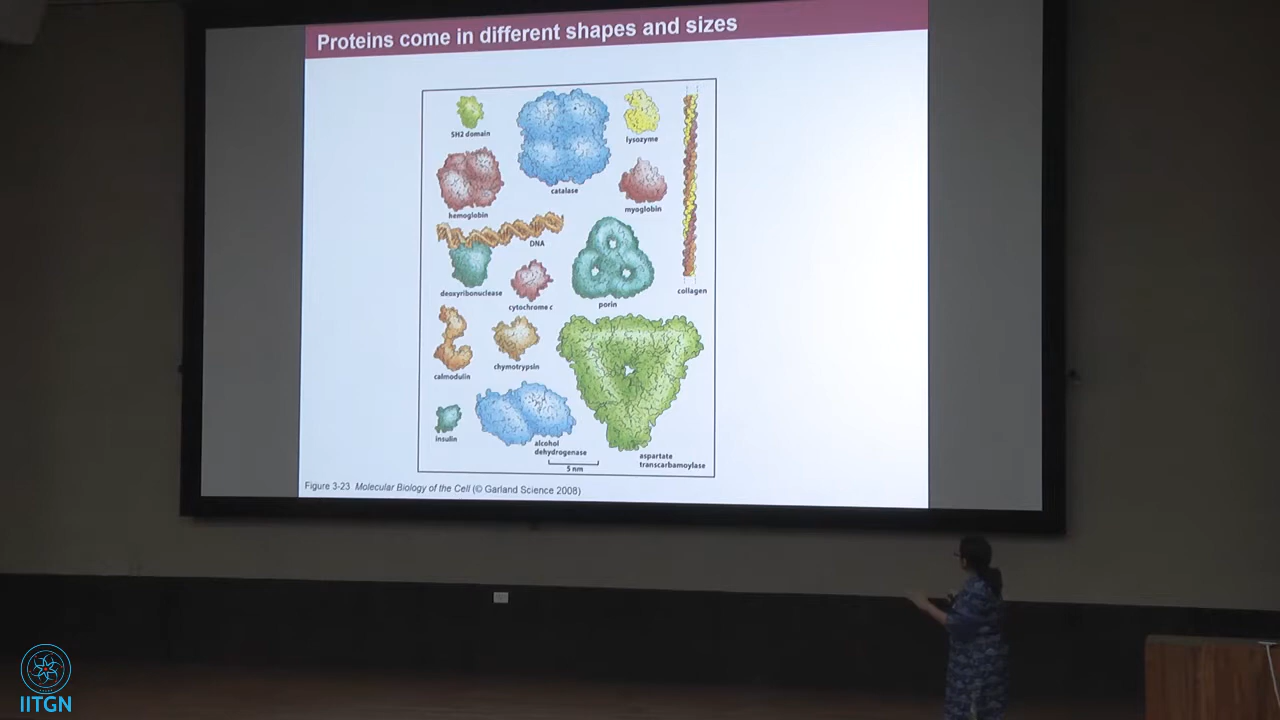 Proteins come in different shapes and sizes
SH2 domain
catalase
lysozyme
hemoglobin
myoglobin
DNA
deoxyribonuclease
cytochrome c
porin
collagen
calmodulin
chymotrypsin
insulin
alcohol
dehydrogenase
5 nm
aspartate
transcarbamoylase
Figure 3-23 Molecular Biology of the Cell (© Garland Science 2008)
IITGN